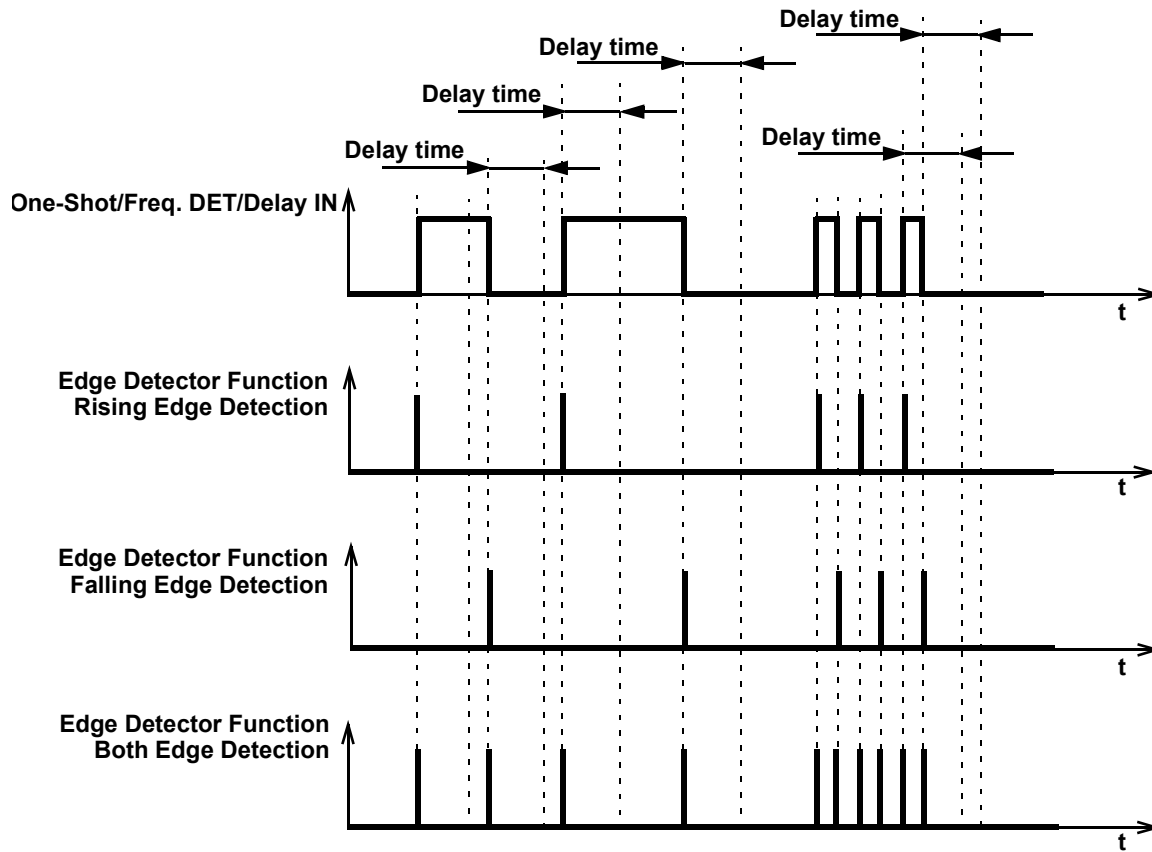 Delay time
Delay time
Delay time
Delay time
Delay time
One-Shot/Freq. DET/Delay IN
t
Edge Detector Function
Rising Edge Detection
t
Edge Detector Function
Falling Edge Detection
t
Edge Detector Function
Both Edge Detection
t